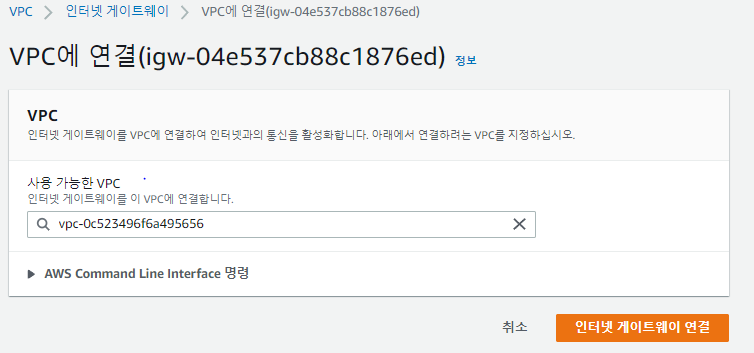 VPC > 인터넷 게이트웨이 > VPC에 연결(igw-04e537cb88c1876ed)
VPC에 연결(igw-04e537cb88c1876ed) 정보
VPC
인터넷 게이트웨이를 VPC에 연결하여 인터넷과의 통신을 활성화합니다. 아래에서 연결하려는 VPC를 지정하십시오.
사용 가능한 VPC
인터넷 게이트웨이를 이 VPC에 연결합니다.
vpc-0c523496f6a495656
AWS Command Line Interface 명령
취소 인터넷 게이트웨이 연결